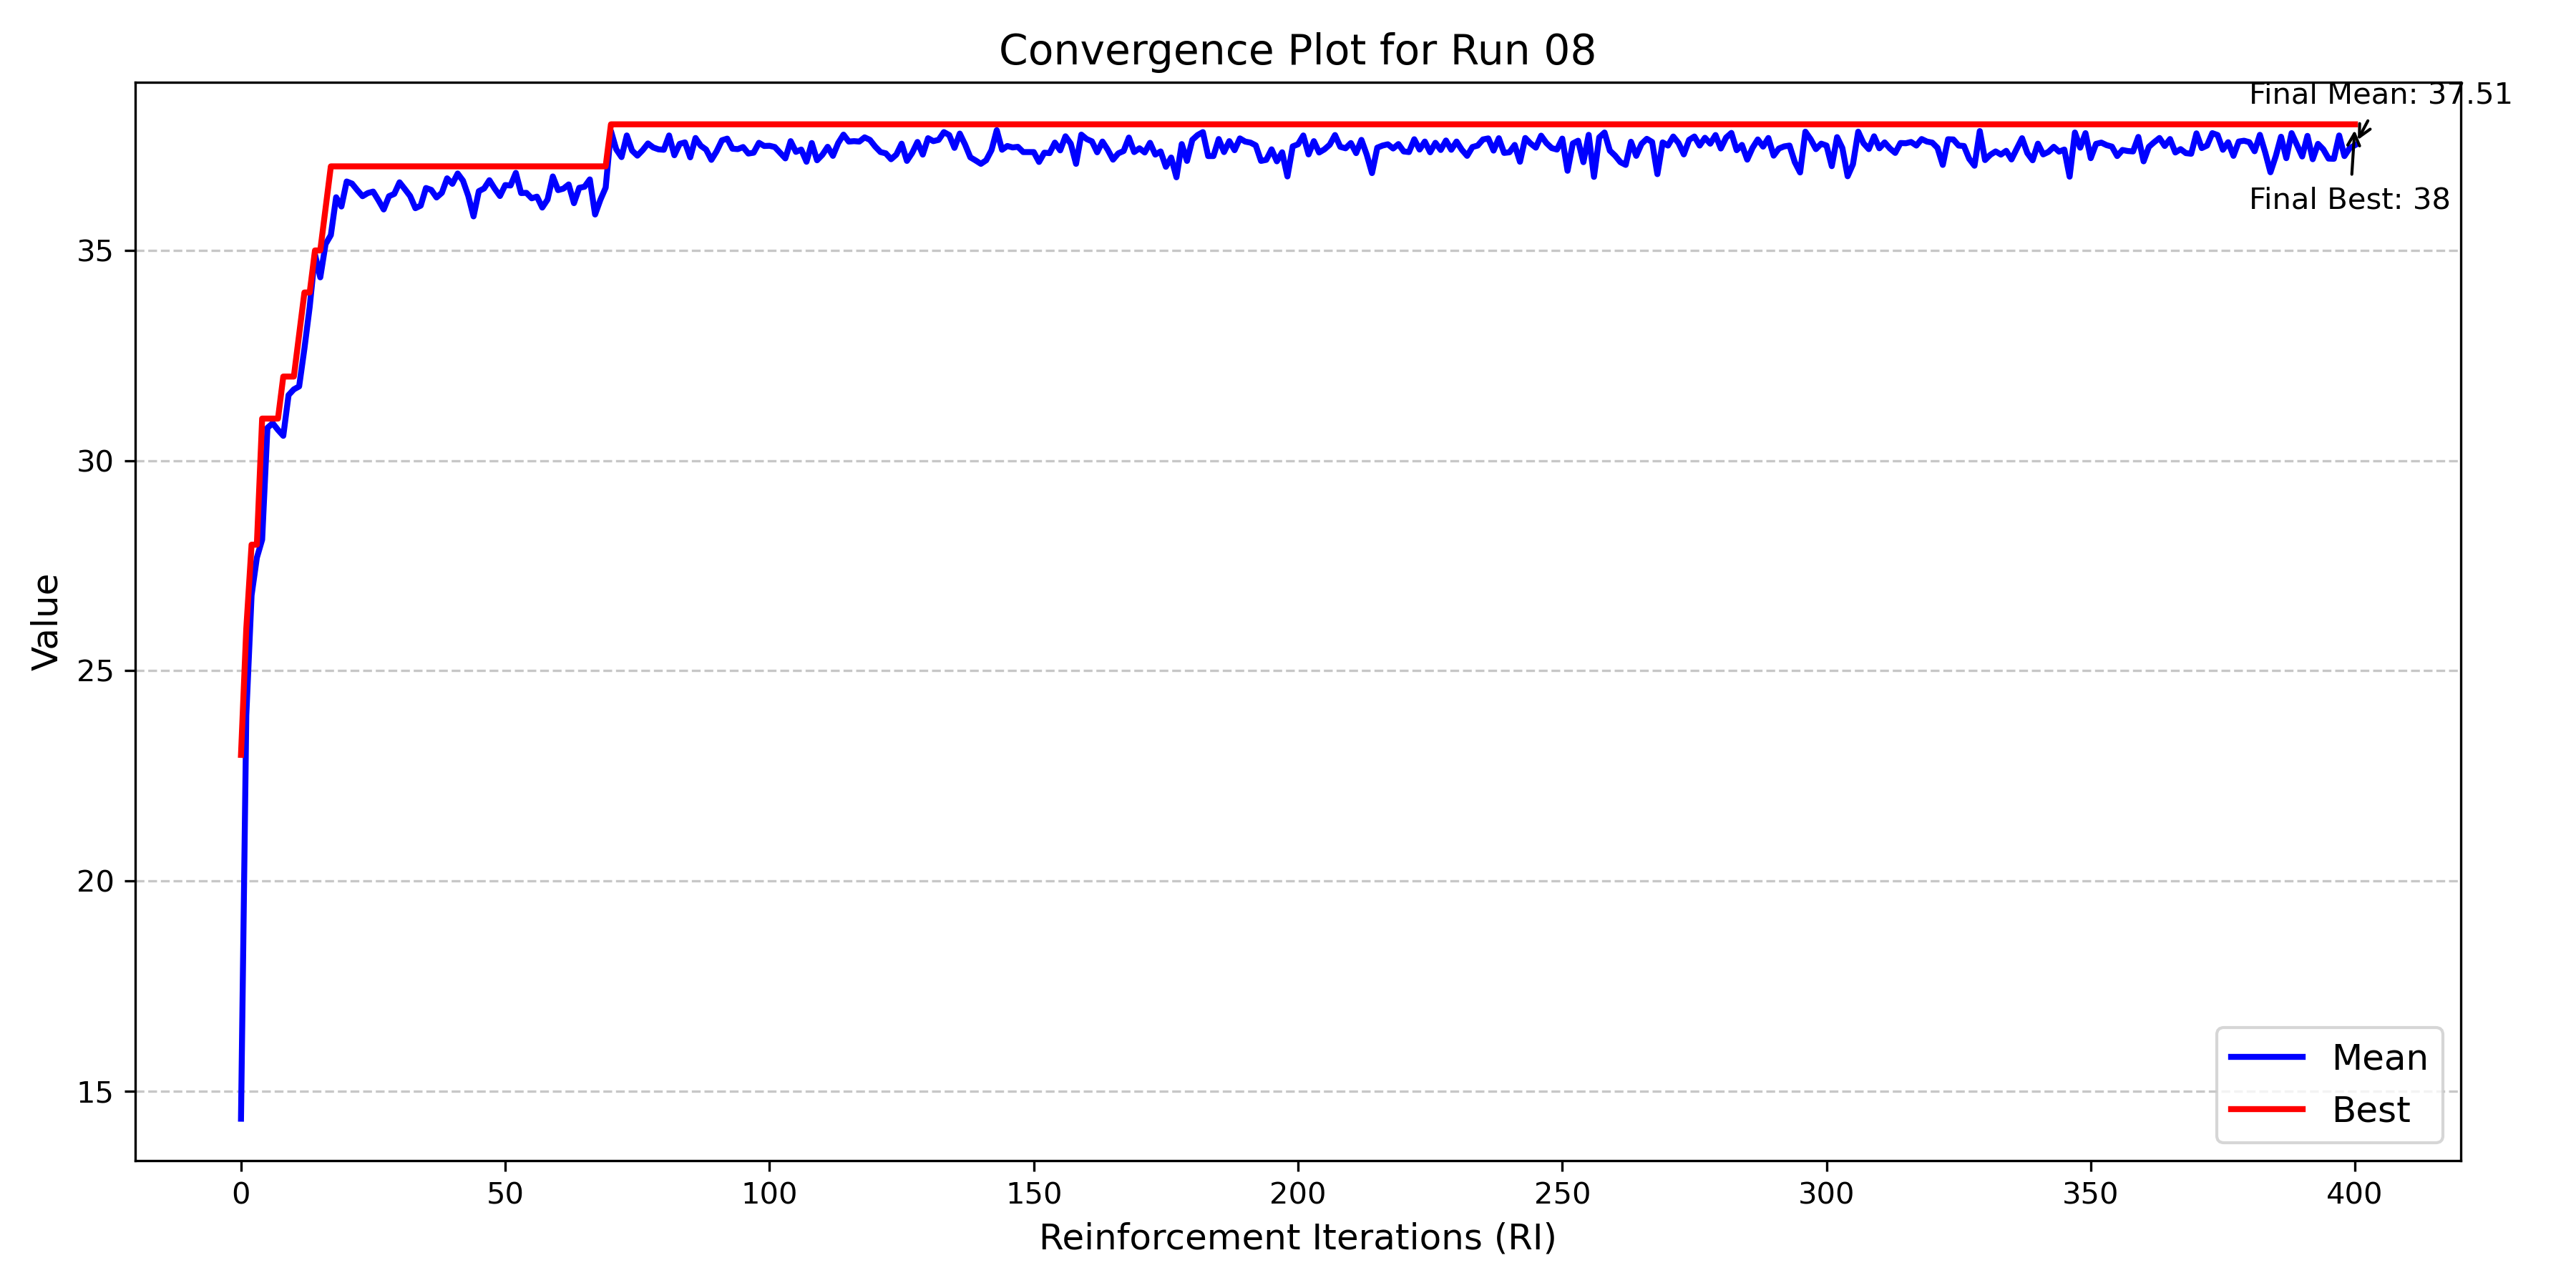 Convergence Plot for Run 08
Final Mean: 37.51
Final Best: 38
Value
35
30
25
20
15
0 50 100 150 200 250 300 350 400
Reinforcement Iterations (RI)
Mean
Best